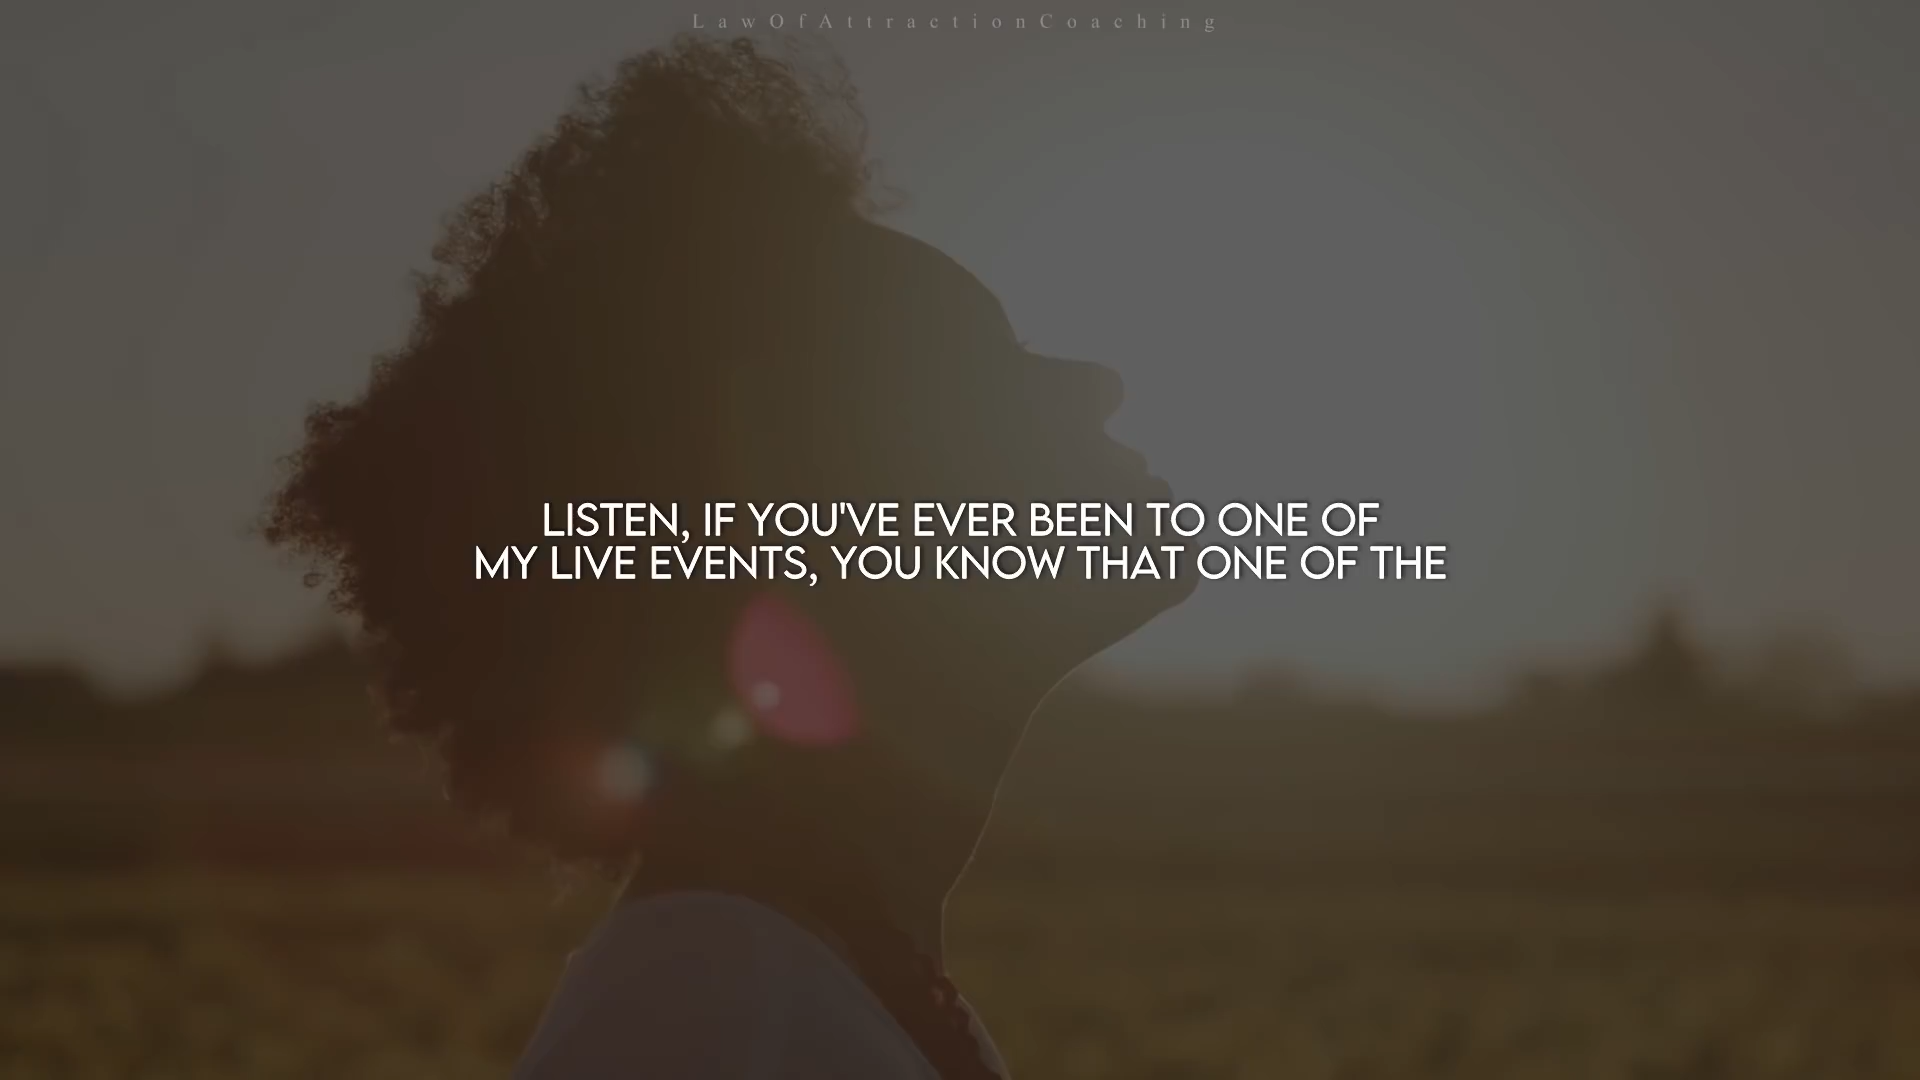 LawOfAttractionCoaching
LISTEN, IF YOU'VE EVER BEEN TO ONE OF
MY LIVE EVENTS, YOU KNOW THAT ONE OF THE